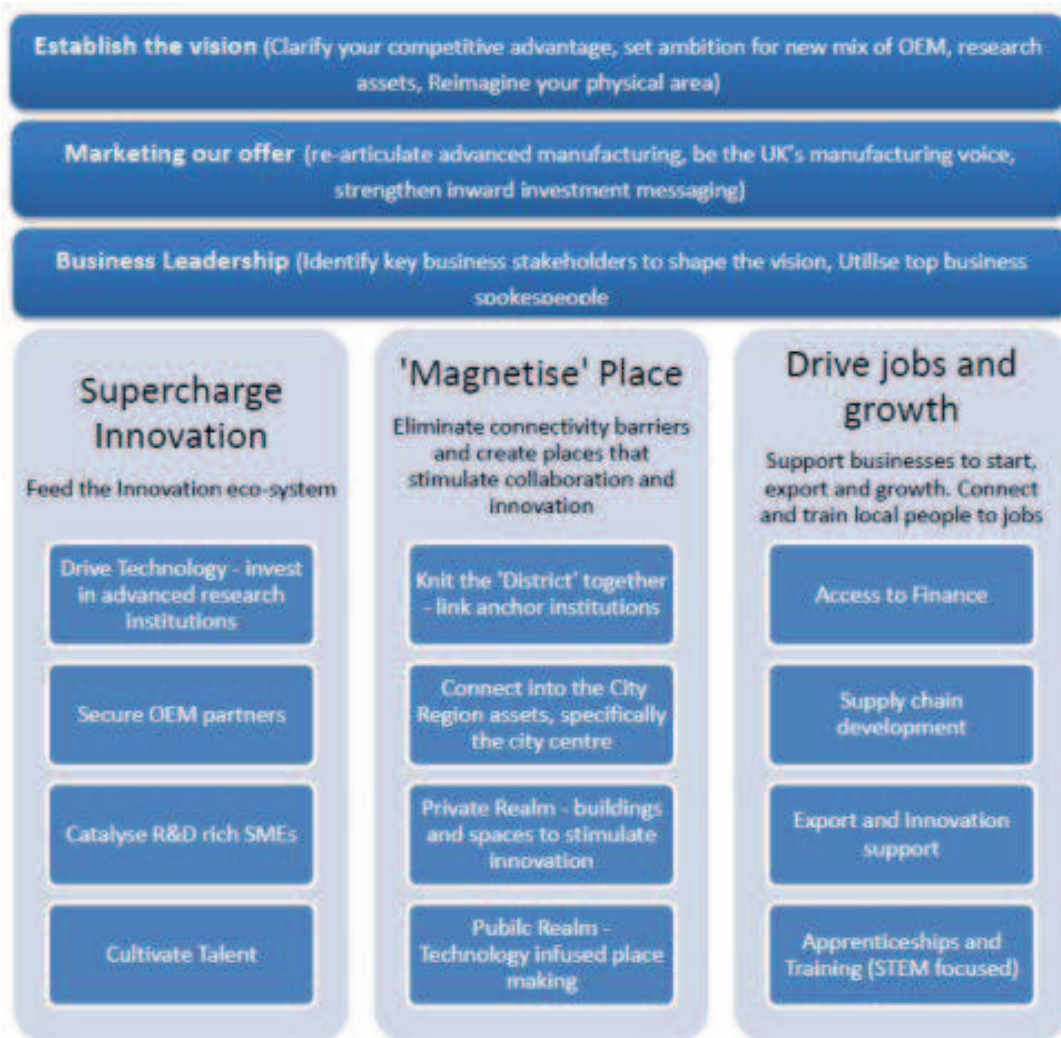 Establish the vision (Clarify your competitive advantage, set ambition for new mix of OEM, research
assets, Reimagine your physical area)
Marketing our offer (re-articulate advanced manufacturing, be the UK's manufacturing voice,
strengthen inward investment messaging)
Business Leadership (Identify key business stakeholders to shape the vision, Utilise top business
spokespeople
Supercharge
Innovation
Feed the Innovation eco-system
Drive Technology - invest
in advanced research
institutions
Secure OEM partners
Catalyse R&D rich SMEs
Cultivate Talent
'Magnetise' Place
Eliminate connectivity barriers
and create places that
stimulate collaboration and
innovation
Knit the 'District' together
- link anchor institutions
Connect into the City
Region assets, specifically
the city centre
Private Realm - buildings
and spaces to stimulate
innovation
Public Realm -
Technology infused place
making
Drive jobs and
growth
Support businesses to start,
export and growth. Connect
and train local people to jobs
Access to Finance
Supply chain
development
Export and Innovation
support
Apprenticeships and
Training (STEM focused)